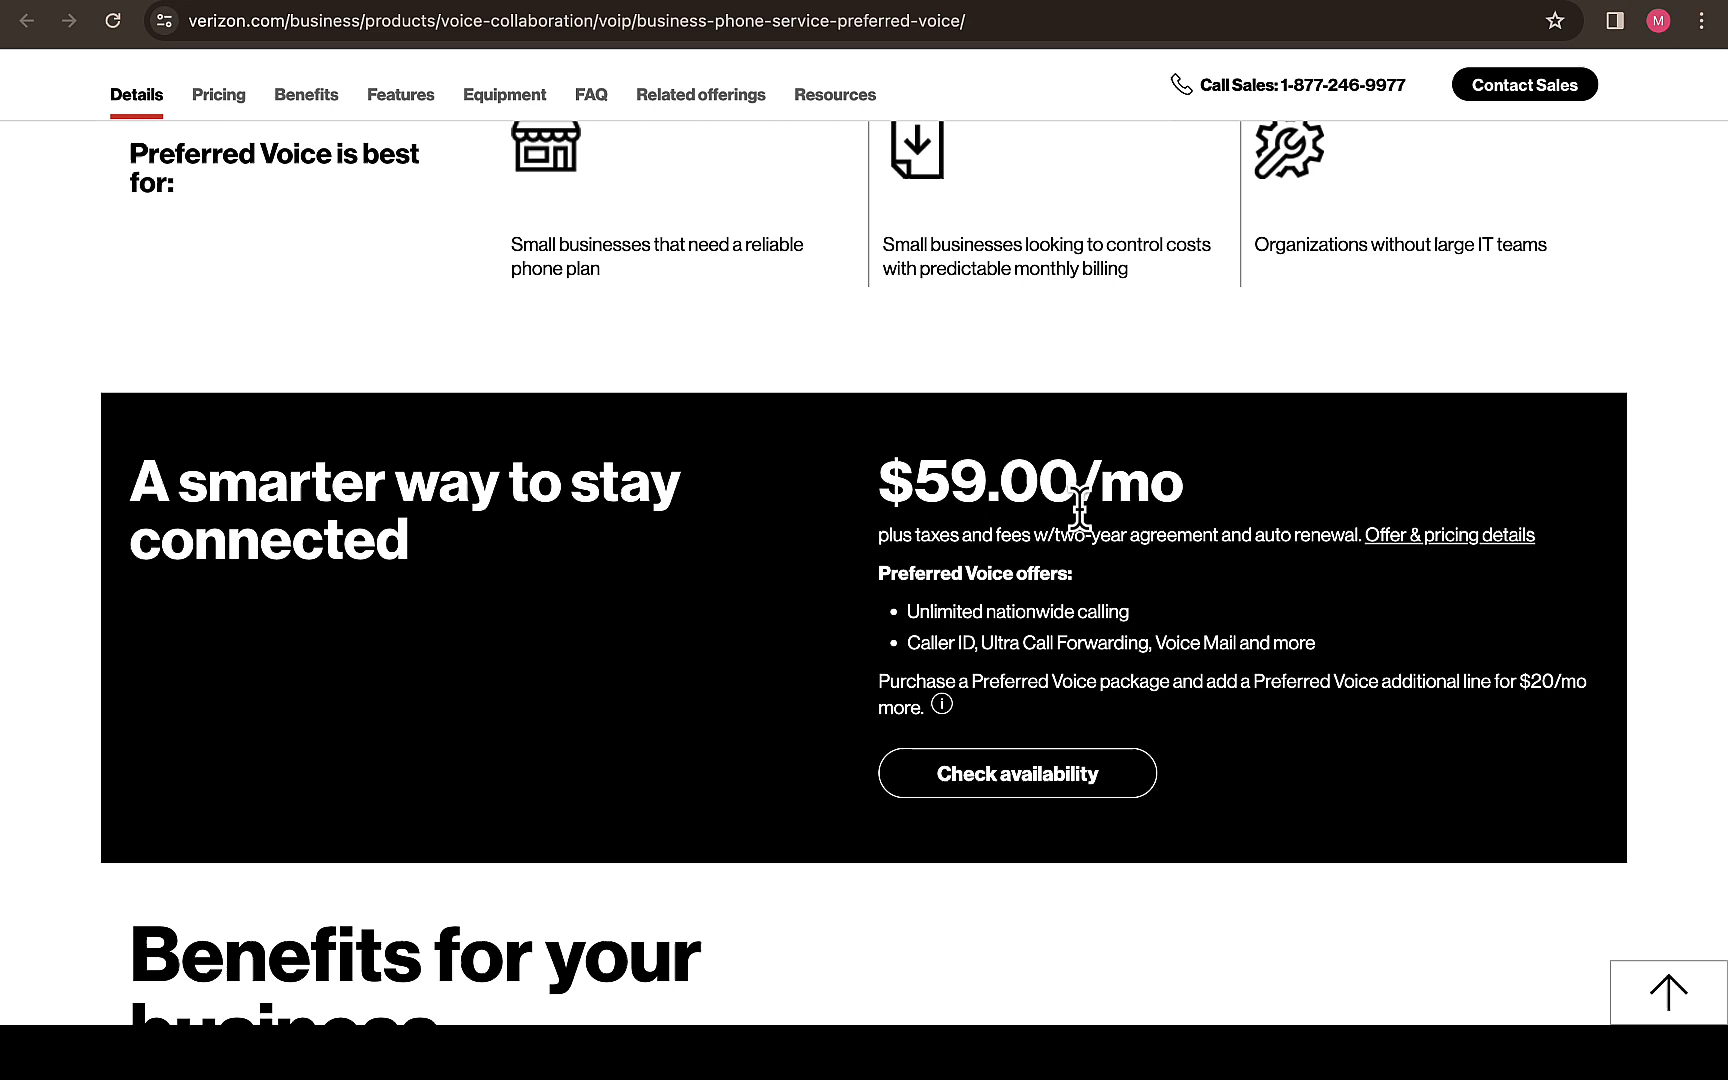 verizon.com/business/products/voice-collaboration/voip/business-phone-service-preferred-voice/
M
Details Pricing Benefits Features Equipment FAQ Related offerings Resources
Call Sales: 1-877-246-9977
Contact Sales
Preferred Voice is best
for:
Small businesses that need a reliable
phone plan
Small businesses looking to control costs
with predictable monthly billing
Organizations without large IT teams
A smarter way to stay
connected
$59.00/mo
plus taxes and fees w/two-year agreement and auto renewal. Offer & pricing details
Preferred Voice offers:
• Unlimited nationwide calling
• Caller ID, Ultra Call Forwarding, Voice Mail and more
Purchase a Preferred Voice package and add a Preferred Voice additional line for $20/mo
more.
Check availability
Benefits for your
business